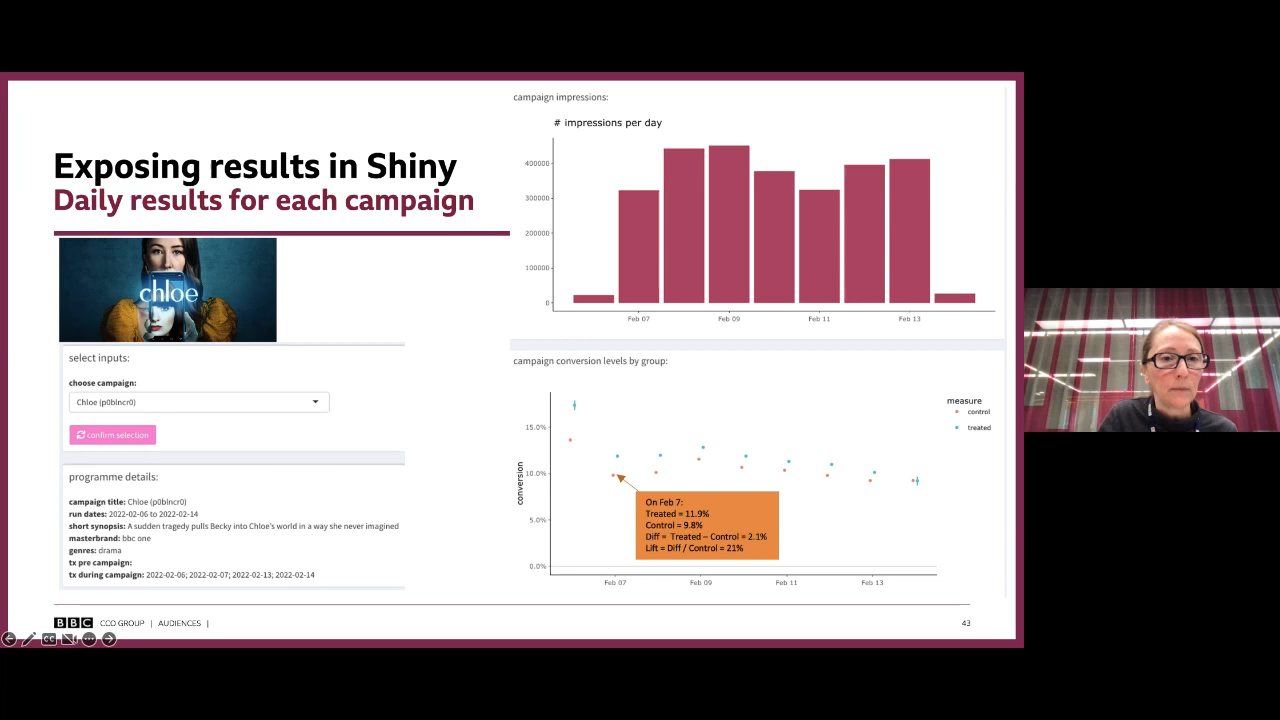 Exposing results in Shiny
Daily results for each campaign
chloe
select inputs:
choose campaign:
Chloe (p0blncr0)
confirm selection
programme details:
campaign title: Chloe (p0blncr0)
run dates: 2022-02-06 to 2022-02-14
short synopsis: A sudden tragedy pulls Becky into Chloe's world in a way she never imagined
masterbrand: bbc one
genres: drama
tx pre campaign:
tx during campaign: 2022-02-06; 2022-02-07; 2022-02-13; 2022-02-14
campaign impressions:
# impressions per day
400000
300000
200000
100000
0
Feb 07 Feb 09 Feb 11 Feb 13
campaign conversion levels by group:
measure
control
treated
conversion
15.0%
10.0%
5.0%
0.0%
On Feb 7:
Treated = 11.9%
Control = 9.8%
Diff = Treated – Control = 2.1%
Lift = Diff / Control = 21%
Feb 07 Feb 09 Feb 11 Feb 13
BBC CCO GROUP | AUDIENCES |
43
CC